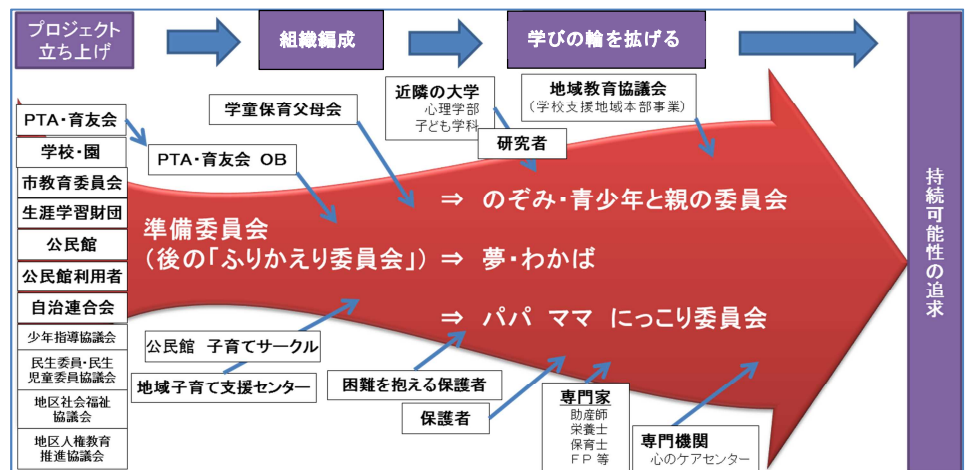 プロジェクト
立ち上げ
組織編成
学びの輪を拡げる
PTA・育友会
学校・園
市教育委員会
生涯学習財団
公民館
公民館利用者
自治連合会
少年指導協議会
民生委員・民生
児童委員協議会
地区社会福祉
協議会
地区人権教育
推進協議会
PTA・育友会 OB
学童保育父母会
近隣の大学
心理学部
子ども学科
研究者
地域教育協議会
(学校支援地域本部事業)
準備委員会
(後の「ふりかえり委員会」)
⇒ のぞみ・青少年と親の委員会
⇒ 夢・わかば
⇒ パパ ママ にっこり委員会
公民館 子育てサークル
地域子育て支援センター
困難を抱える保護者
保護者
専門家
助産師
栄養士
保育士
FP 等
専門機関
心のケアセンター
持続可能性の追求